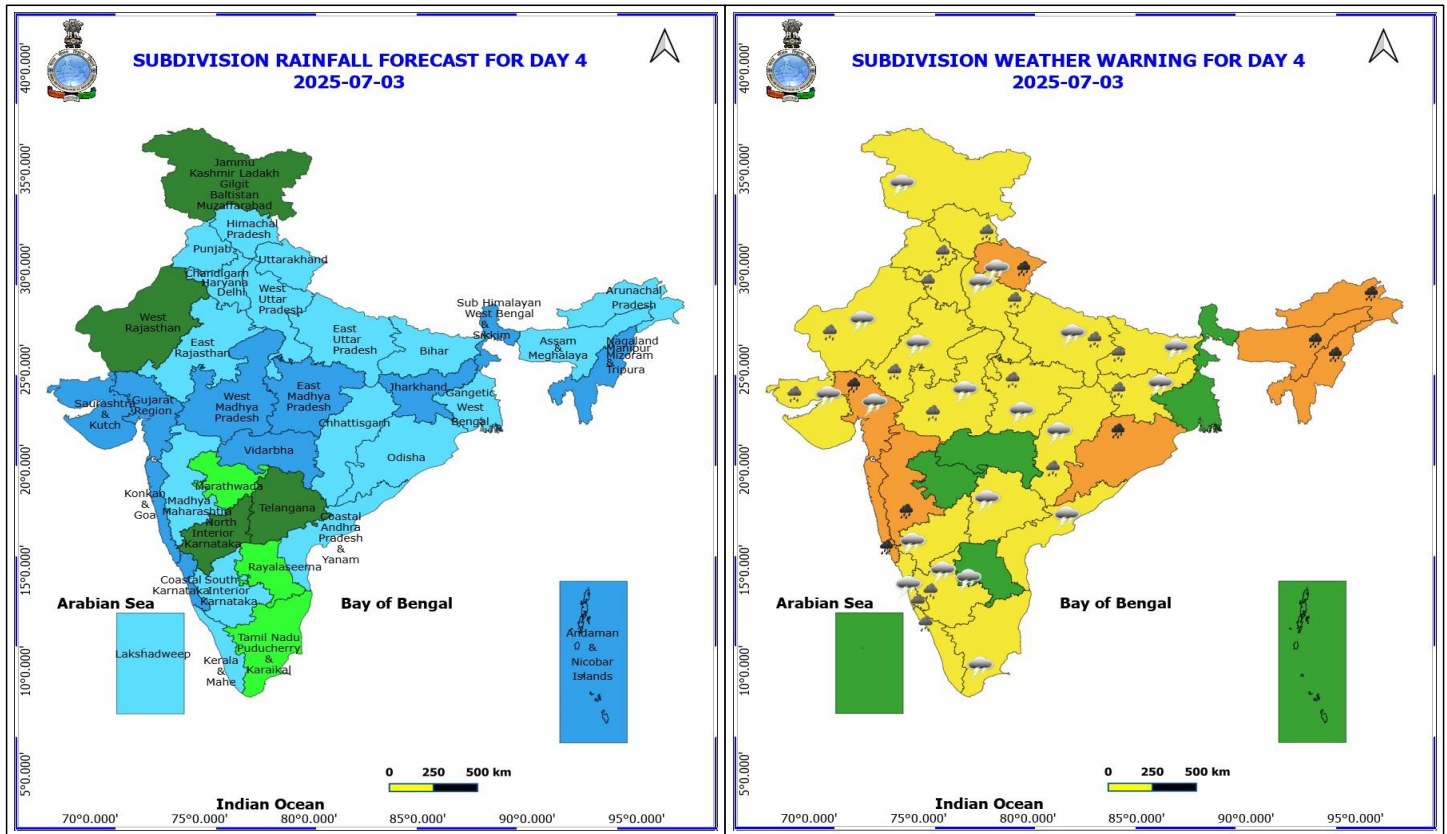 SUBDIVISION RAINFALL FORECAST FOR DAY 4
2025-07-03
40°0.000'
35°0.000'
30°0.000'
25°0.000'
20°0.000'
15°0.000'
10°0.000'
5°0.000'
Jammu
Kashmir Ladakh
Gilgit
Baltistan
Muzaffarabad
Himachal
Pradesh
Punjab
Uttarakhand
Chandigarh
Haryana
Delhi
West
Uttar
Pradesh
West
Rajasthan
East
Rajasthan
East
Uttar
Pradesh
Bihar
Sub Himalayan
West Bengal
&
Sikkim
Arunachal
Pradesh
Assam
&
Meghalaya
Nagaland
Manipur
Mizoram
&
Tripura
Saurashtra
&
Kutch
Gujarat
Region
West
Madhya
Pradesh
East
Madhya
Pradesh
Jharkhand
Gangetic
West
Bengal
Chhattisgarh
Vidarbha
Odisha
Konkan
&
Goa
Madhya
Maharashtra
Marathwada
North
Interior
Karnataka
Telangana
Coastal
Andhra
Pradesh
&
Yanam
Rayalaseema
Coastal
Karnataka
South
Interior
Karnataka
Tamil Nadu
Puducherry
&
Karaikal
Kerala
&
Mahe
Lakshadweep
Andaman
&
Nicobar
Islands
Arabian Sea
Bay of Bengal
Indian Ocean
0 250 500 km
70°0.000' 75°0.000' 80°0.000' 85°0.000' 90°0.000' 95°0.000'
SUBDIVISION WEATHER WARNING FOR DAY 4
2025-07-03
40°0.000'
35°0.000'
30°0.000'
25°0.000'
20°0.000'
15°0.000'
10°0.000'
5°0.000'
Arabian Sea
Bay of Bengal
Indian Ocean
0 250 500 km
70°0.000' 75°0.000' 80°0.000' 85°0.000' 90°0.000' 95°0.000'